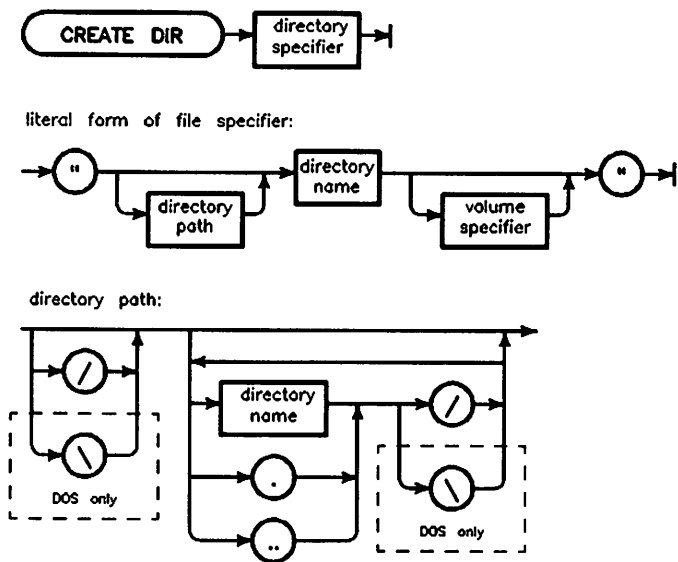 CREATE DIR
directory
specifier
literal form of file specifier:
"
directory
path
directory
name
volume
specifier
"
directory path:
/
\
DOS only
directory
name
.
..
/
\
DOS only